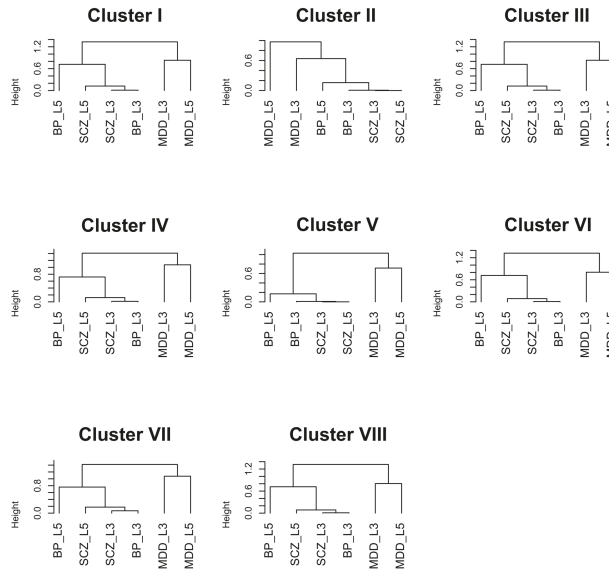 Cluster I
Height
0.0 0.6 1.2
BP_L5 SCZ_L5 SCZ_L3 BP_L3 MDD_L3 MDD_L5
Cluster II
Height
0.0 0.6
MDD_L5 MDD_L3 BP_L5 BP_L3 SCZ_L3 SCZ_L5
Cluster III
Height
0.0 0.6 1.2
BP_L5 SCZ_L5 SCZ_L3 BP_L3 MDD_L3 MDD_L5
Cluster IV
Height
0.0 0.8
BP_L5 SCZ_L5 SCZ_L3 BP_L3 MDD_L3 MDD_L5
Cluster V
Height
0.0 0.6
BP_L5 BP_L3 SCZ_L3 SCZ_L5 MDD_L3 MDD_L5
Cluster VI
Height
0.0 0.6 1.2
BP_L5 SCZ_L5 SCZ_L3 BP_L3 MDD_L3 MDD_L5
Cluster VII
Height
0.0 0.8
BP_L5 SCZ_L5 SCZ_L3 BP_L3 MDD_L3 MDD_L5
Cluster VIII
Height
0.0 0.6 1.2
BP_L5 SCZ_L5 SCZ_L3 BP_L3 MDD_L3 MDD_L5